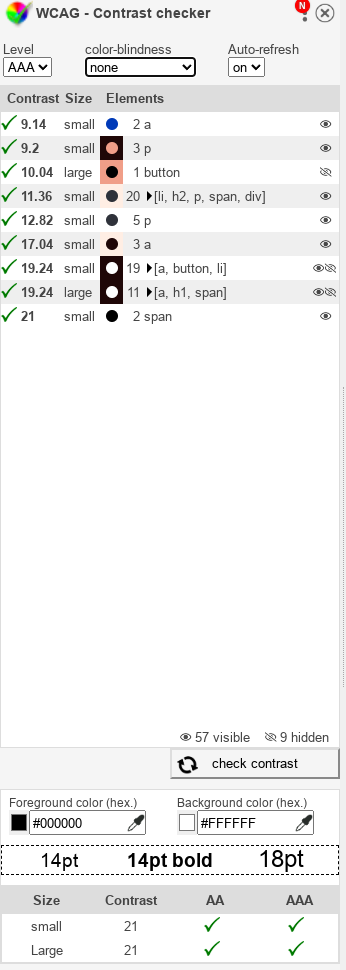 WCAG - Contrast checker
N
Level color-blindness Auto-refresh
AAA none on
Contrast Size Elements
9.14 small 2 a
9.2 small 3 p
10.04 large 1 button
11.36 small 20 [li, h2, p, span, div]
12.82 small 5 p
17.04 small 3 a
19.24 small 19 [a, button, li]
19.24 large 11 [a, h1, span]
21 small 2 span
57 visible 9 hidden
check contrast
Foreground color (hex.) Background color (hex.)
#000000 #FFFFFF
14pt 14pt bold 18pt
Size Contrast AA AAA
small 21
Large 21